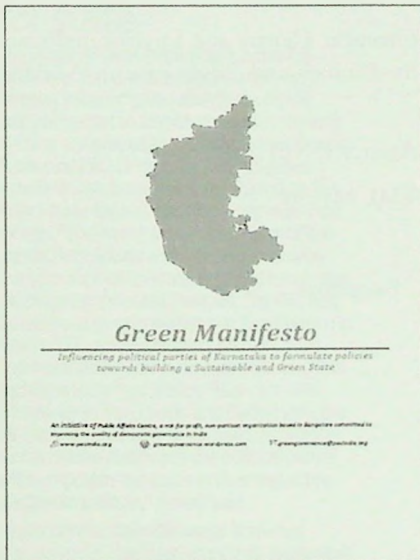 Green Manifesto
Influencing political parties of Karnataka to formulate policies
towards building a Sustainable and Green State
An initiative of Public Affairs Centre, a not for profit, non partisan organization based in Bangalore committed to
improving the quality of democratic governance in India
www.pacindia.org greengovernance.wordpress.com greengovernance@pacindia.org